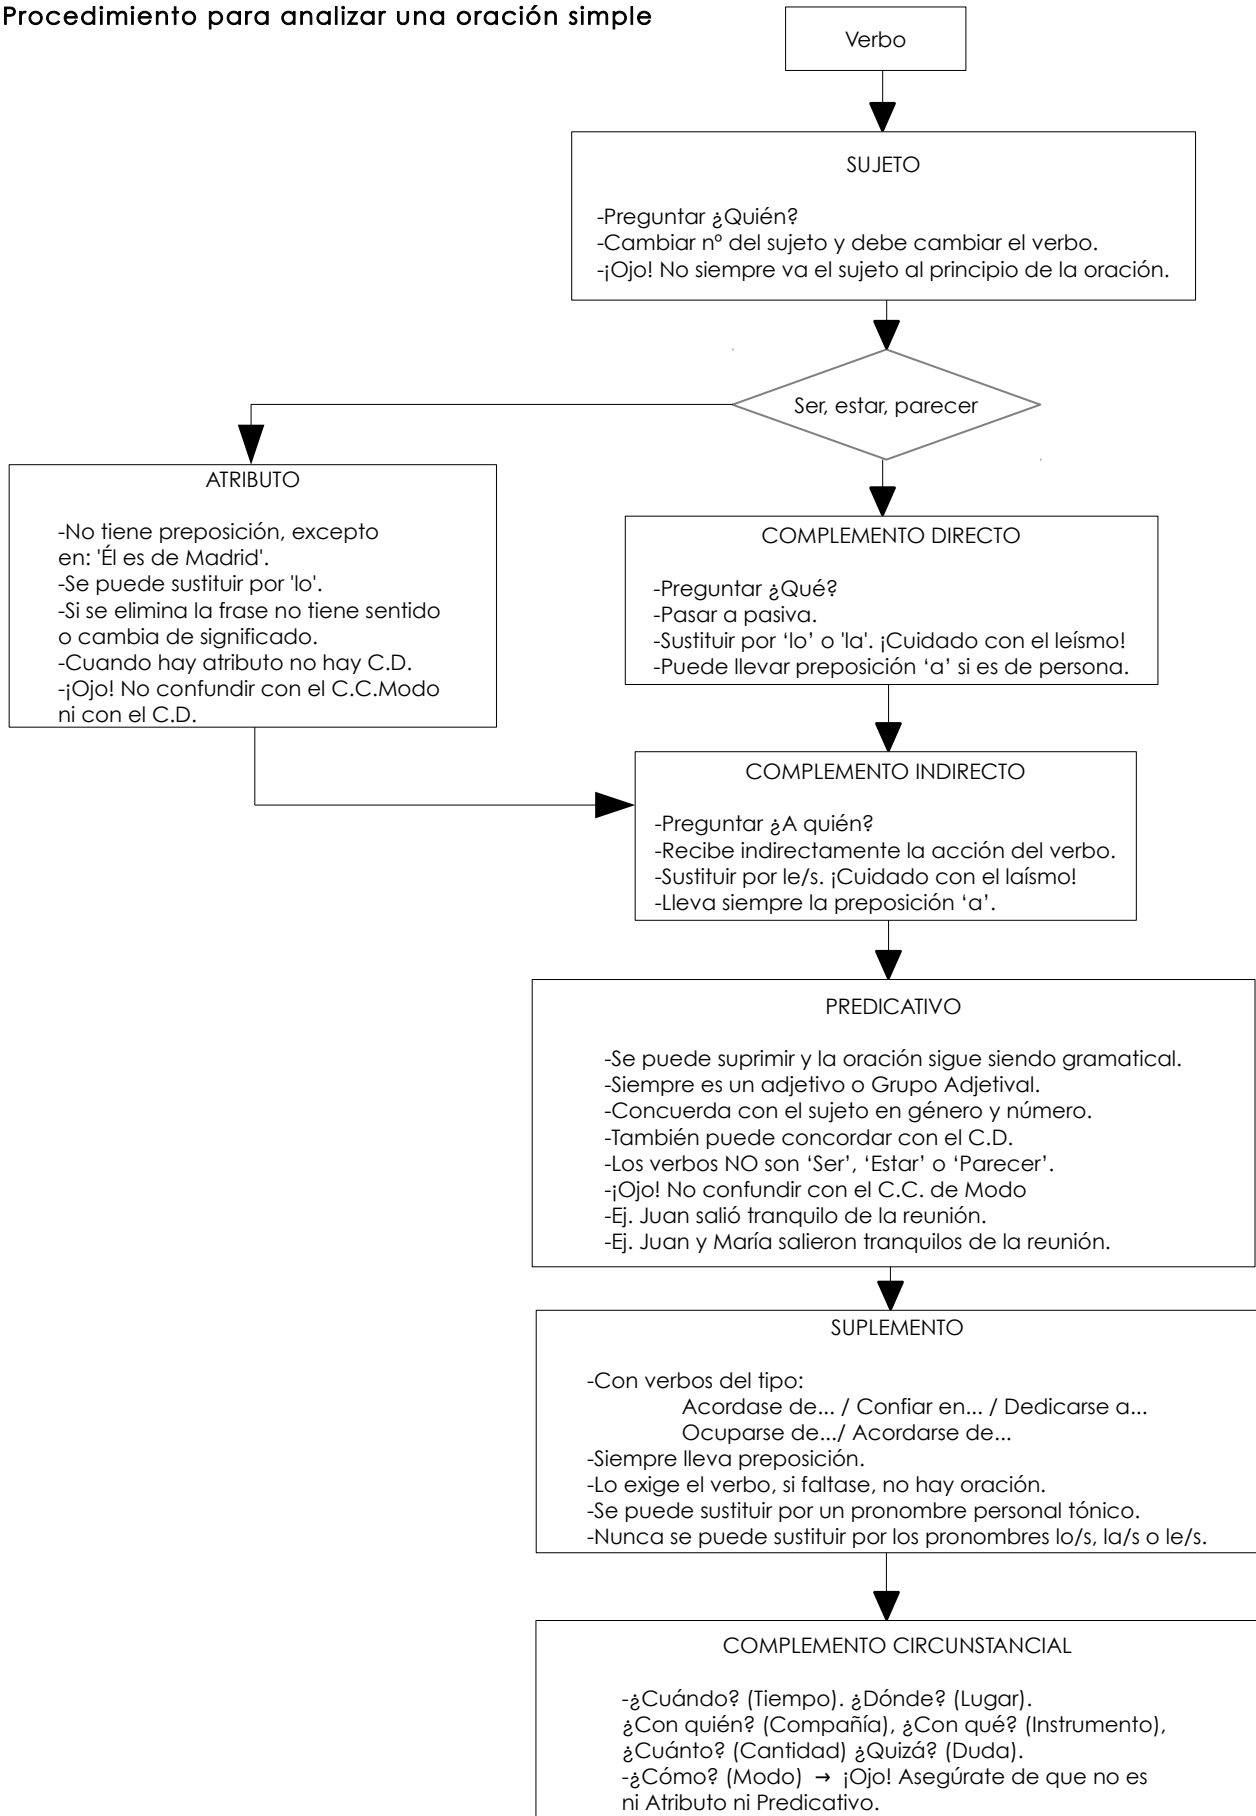 Procedimiento para analizar una oración simple
Verbo
SUJETO
-Preguntar ¿Quién?
-Cambiar nº del sujeto y debe cambiar el verbo.
-¡Ojo! No siempre va el sujeto al principio de la oración.
Ser, estar, parecer
ATRIBUTO
-No tiene preposición, excepto
en: 'Él es de Madrid'.
-Se puede sustituir por 'lo'.
-Si se elimina la frase no tiene sentido
o cambia de significado.
-Cuando hay atributo no hay C.D.
-¡Ojo! No confundir con el C.C.Modo
ni con el C.D.
COMPLEMENTO DIRECTO
-Preguntar ¿Qué?
-Pasar a pasiva.
-Sustituir por ‘lo’ o 'la'. ¡Cuidado con el leísmo!
-Puede llevar preposición ‘a’ si es de persona.
COMPLEMENTO INDIRECTO
-Preguntar ¿A quién?
-Recibe indirectamente la acción del verbo.
-Sustituir por le/s. ¡Cuidado con el laísmo!
-Lleva siempre la preposición ‘a’.
PREDICATIVO
-Se puede suprimir y la oración sigue siendo gramatical.
-Siempre es un adjetivo o Grupo Adjetival.
-Concuerda con el sujeto en género y número.
-También puede concordar con el C.D.
-Los verbos NO son ‘Ser’, ‘Estar’ o ‘Parecer’.
-¡Ojo! No confundir con el C.C. de Modo
-Ej. Juan salió tranquilo de la reunión.
-Ej. Juan y María salieron tranquilos de la reunión.
SUPLEMENTO
-Con verbos del tipo:
Acordase de... / Confiar en... / Dedicarse a...
Ocuparse de.../ Acordarse de...
-Siempre lleva preposición.
-Lo exige el verbo, si faltase, no hay oración.
-Se puede sustituir por un pronombre personal tónico.
-Nunca se puede sustituir por los pronombres lo/s, la/s o le/s.
COMPLEMENTO CIRCUNSTANCIAL
-¿Cuándo? (Tiempo). ¿Dónde? (Lugar).
¿Con quién? (Compañía), ¿Con qué? (Instrumento),
¿Cuánto? (Cantidad) ¿Quizá? (Duda).
-¿Cómo? (Modo) → ¡Ojo! Asegúrate de que no es
ni Atributo ni Predicativo.